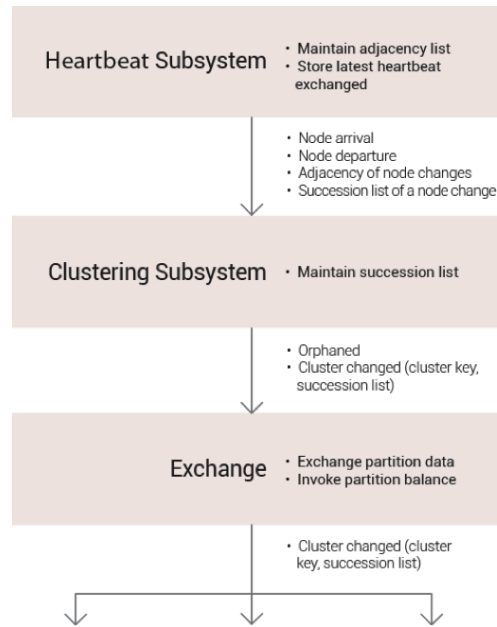 Heartbeat Subsystem
• Maintain adjacency list
• Store latest heartbeat
exchanged
• Node arrival
• Node departure
• Adjacency of node changes
• Succession list of a node change
Clustering Subsystem
• Maintain succession list
• Orphaned
• Cluster changed (cluster key,
succession list)
Exchange
• Exchange partition data
• Invoke partition balance
• Cluster changed (cluster
key, succession list)